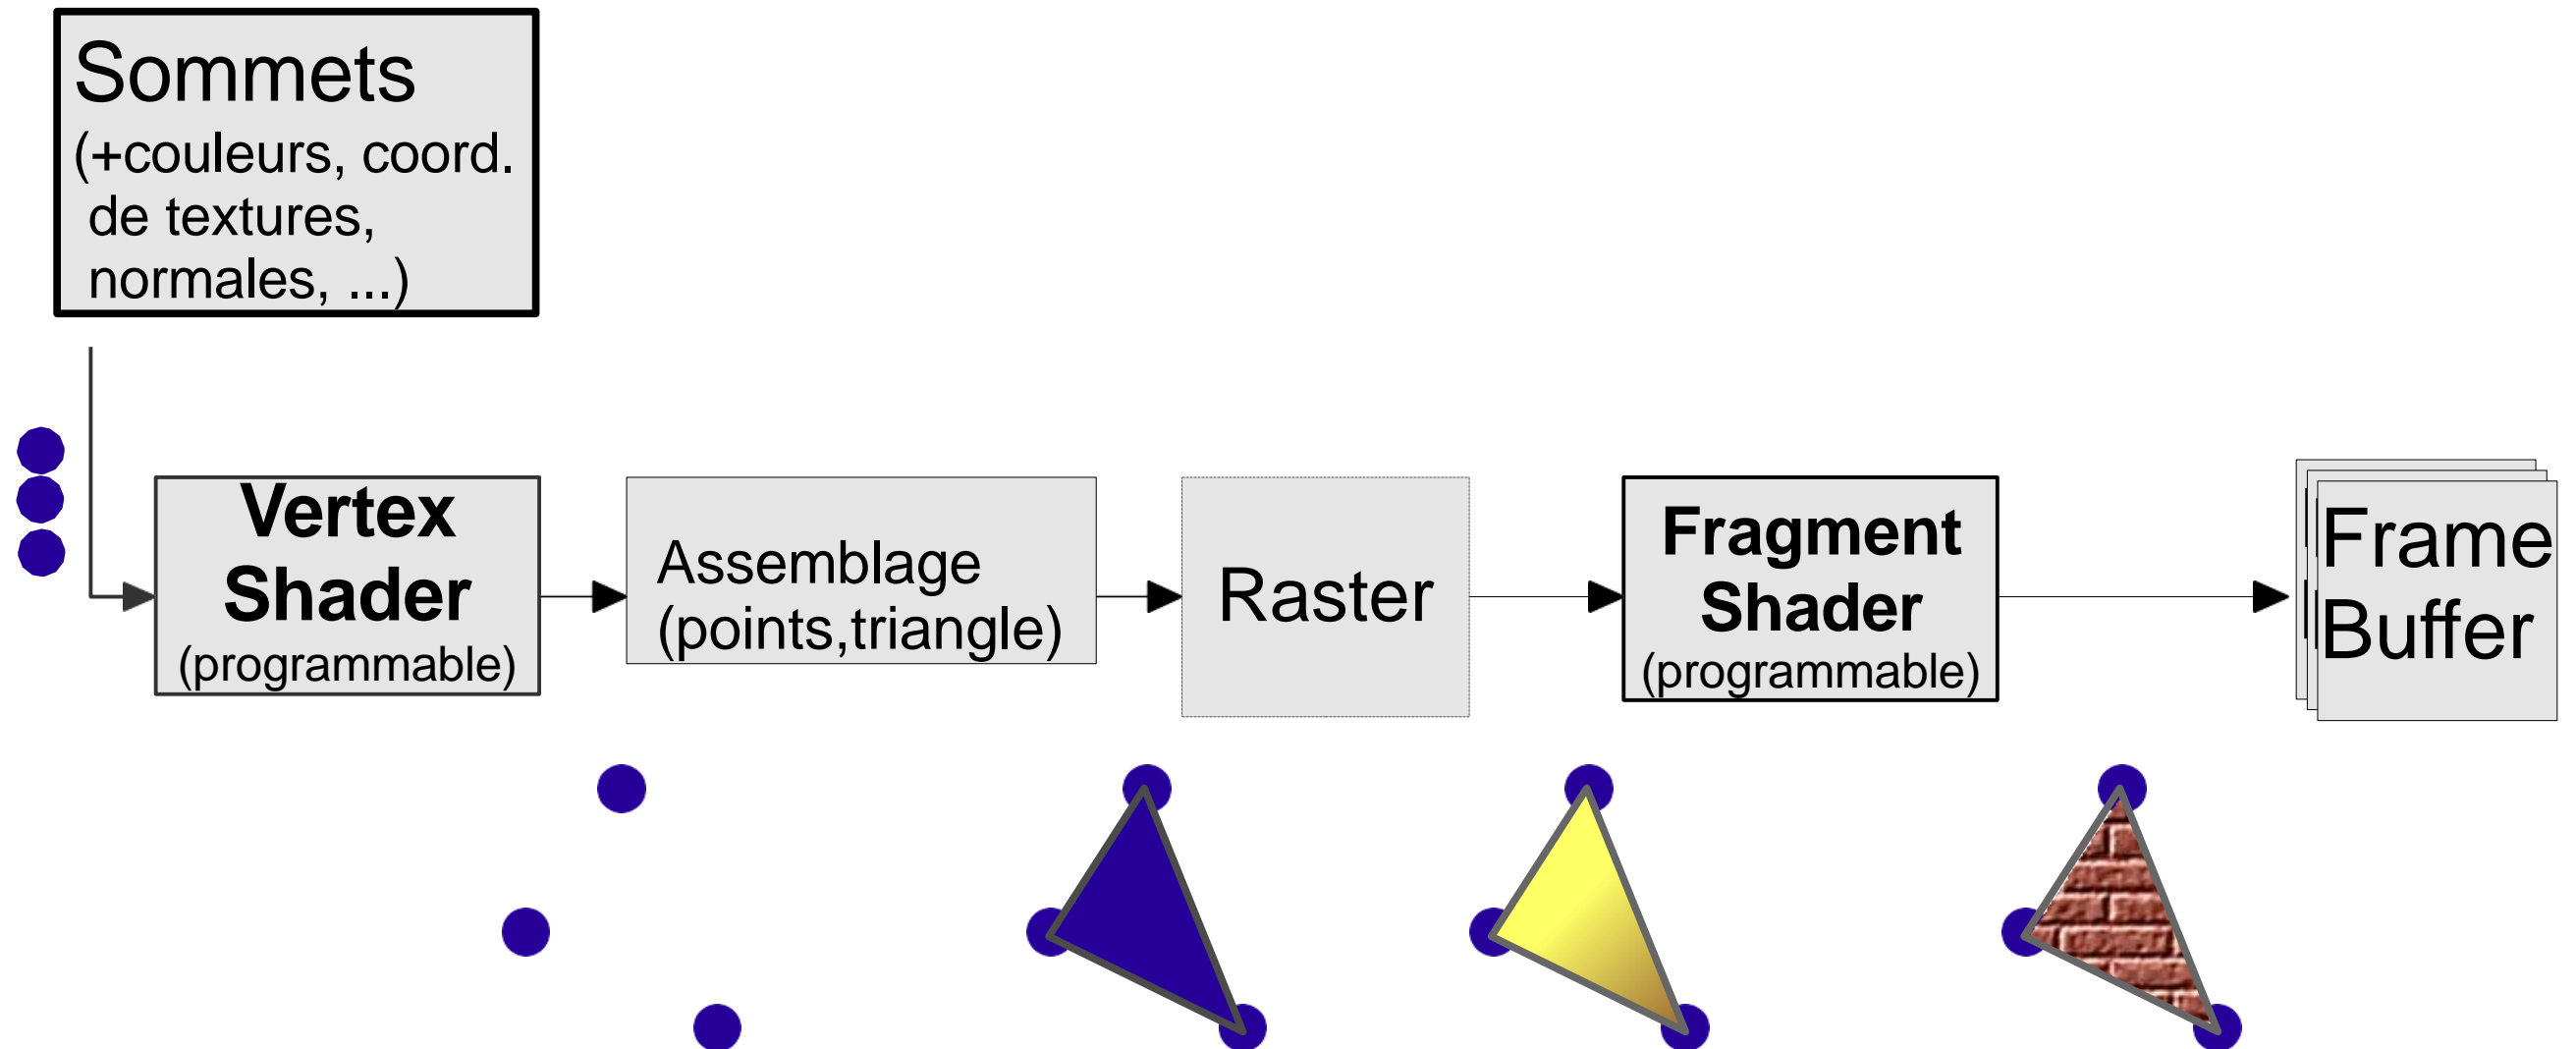 Sommets
(+couleurs, coord.
de textures,
normales, ...)
Vertex
Shader
(programmable)
Assemblage
(points,triangle)
Raster
Fragment
Shader
(programmable)
Frame
Buffer